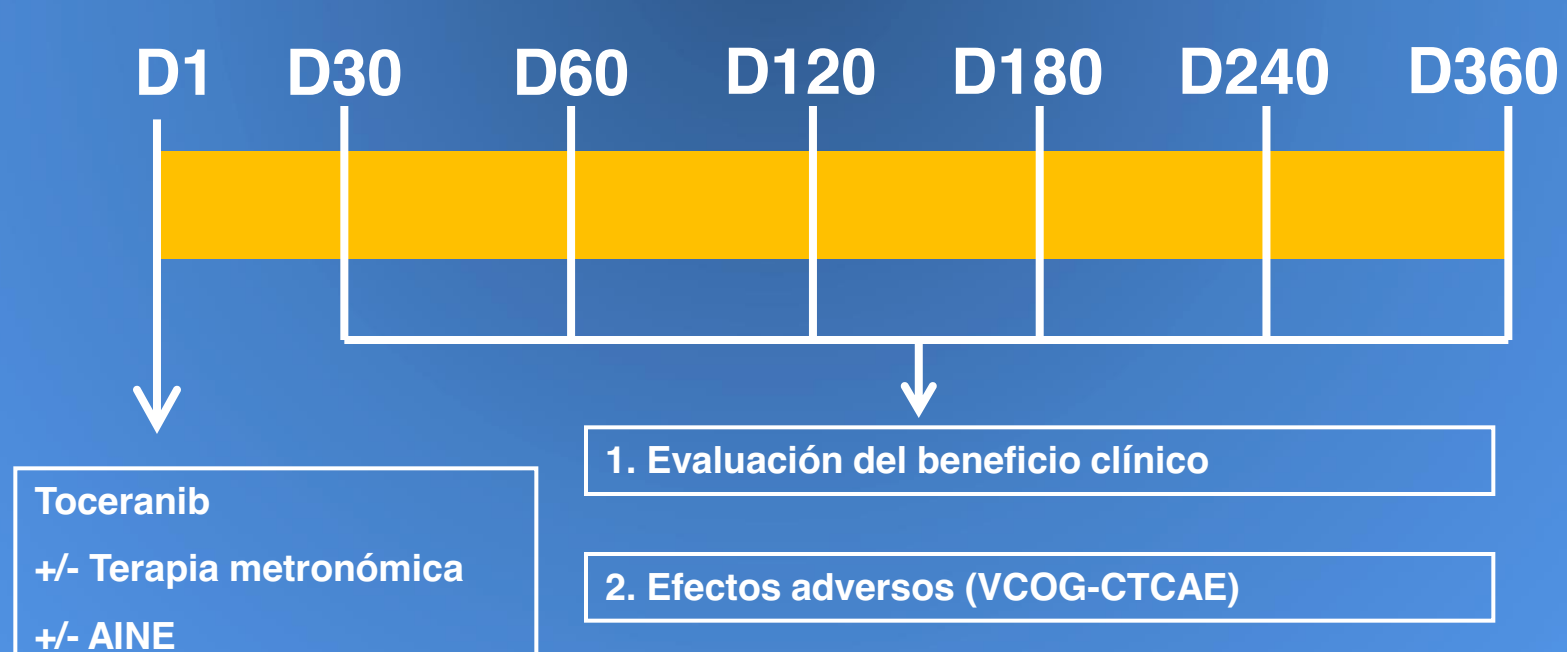 D1 D30 D60 D120 D180 D240 D360
1. Evaluación del beneficio clínico
2. Efectos adversos (VCOG-CTCAE)
Toceranib
+/- Terapia metronómica
+/- AINE